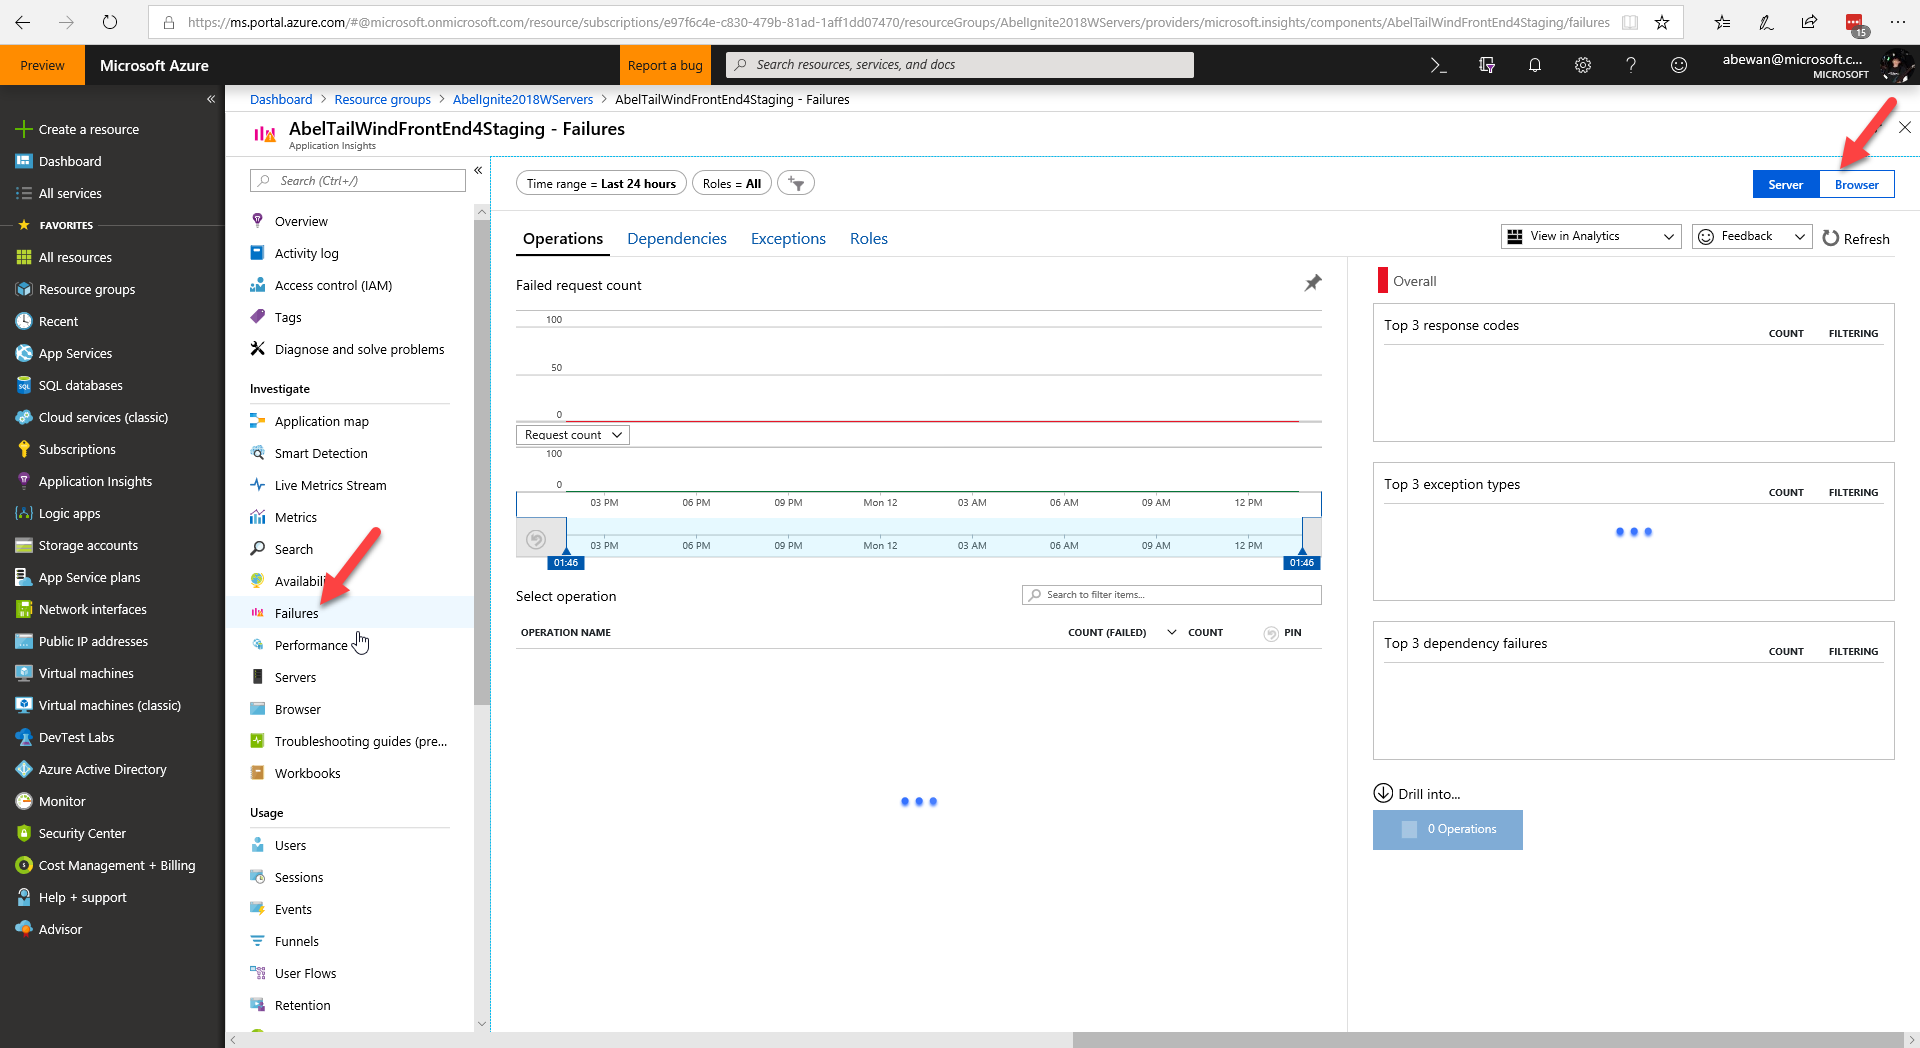 https://ms.portal.azure.com/#@microsoft.onmicrosoft.com/resource/subscriptions/e97f6c4e-c830-479b-81ad-1aff1dd07470/resourceGroups/AbelIgnite2018WServers/providers/microsoft.insights/components/AbelTailWindFrontEnd4Staging/failures
15
Preview
Microsoft Azure
Report a bug
Search resources, services, and docs
abewan@microsoft.c...
MICROSOFT
Dashboard > Resource groups > AbelIgnite2018WServers > AbelTailWindFrontEnd4Staging - Failures
AbelTailWindFrontEnd4Staging - Failures
Application Insights
Create a resource
Dashboard
All services
FAVORITES
All resources
Resource groups
Recent
App Services
SQL databases
Cloud services (classic)
Subscriptions
Application Insights
Logic apps
Storage accounts
App Service plans
Network interfaces
Public IP addresses
Virtual machines
Virtual machines (classic)
DevTest Labs
Azure Active Directory
Monitor
Security Center
Cost Management + Billing
Help + support
Advisor
Search (Ctrl+/)
Overview
Activity log
Access control (IAM)
Tags
Diagnose and solve problems
Investigate
Application map
Smart Detection
Live Metrics Stream
Metrics
Search
Availabili
Failures
Performance
Servers
Browser
Troubleshooting guides (pre...
Workbooks
Usage
Users
Sessions
Events
Funnels
User Flows
Retention
Time range = Last 24 hours
Roles = All
Server
Browser
Operations
Dependencies
Exceptions
Roles
View in Analytics
Feedback
Refresh
Failed request count
100
50
0
Request count
100
0
03 PM 06 PM 09 PM Mon 12 03 AM 06 AM 09 AM 12 PM
03 PM 06 PM 09 PM Mon 12 03 AM 06 AM 09 AM 12 PM
01:46 01:46
Select operation
Search to filter items...
OPERATION NAME COUNT (FAILED) COUNT PIN
Overall
Top 3 response codes
COUNT FILTERING
Top 3 exception types
COUNT FILTERING
Top 3 dependency failures
COUNT FILTERING
Drill into...
0 Operations